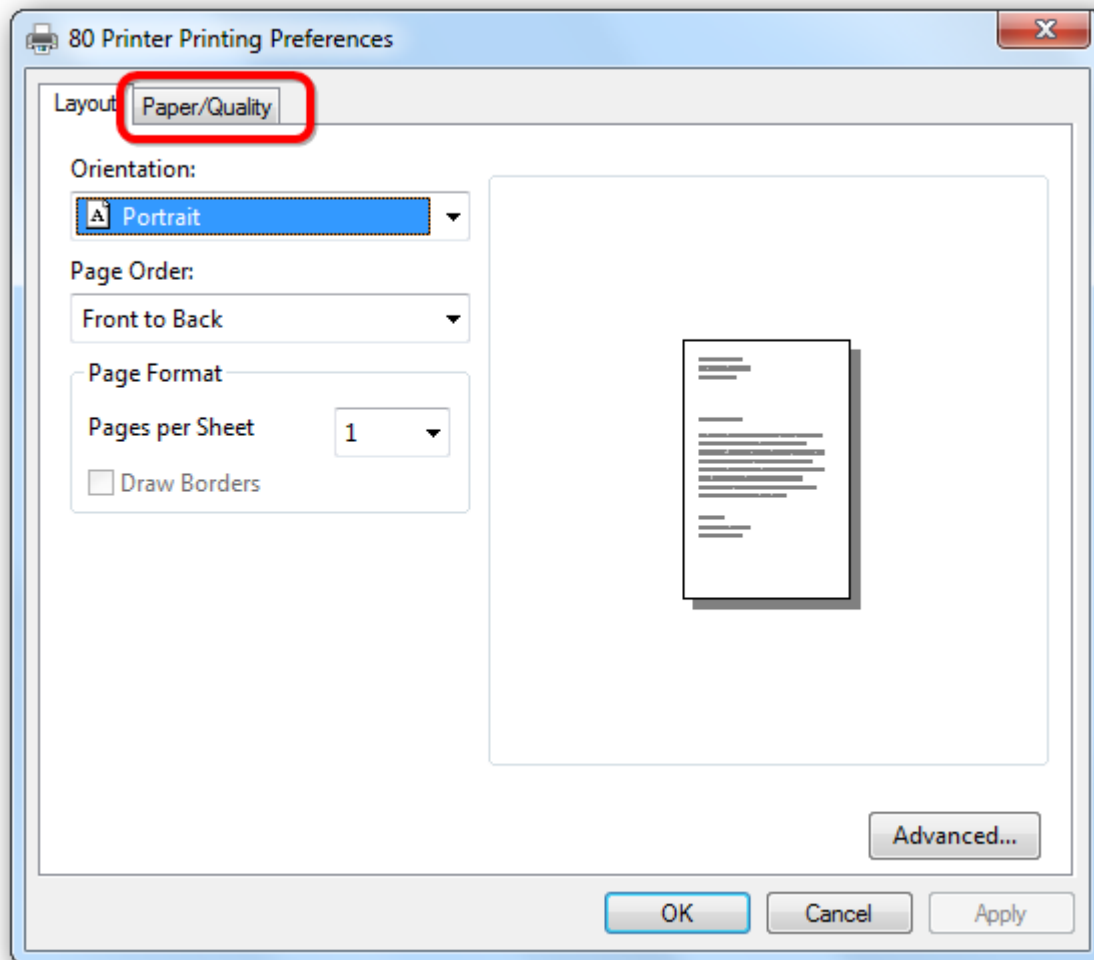 80 Printer Printing Preferences
Layout Paper/Quality
Orientation:
A Portrait
Page Order:
Front to Back
Page Format
Pages per Sheet 1
Draw Borders
Advanced...
OK Cancel Apply